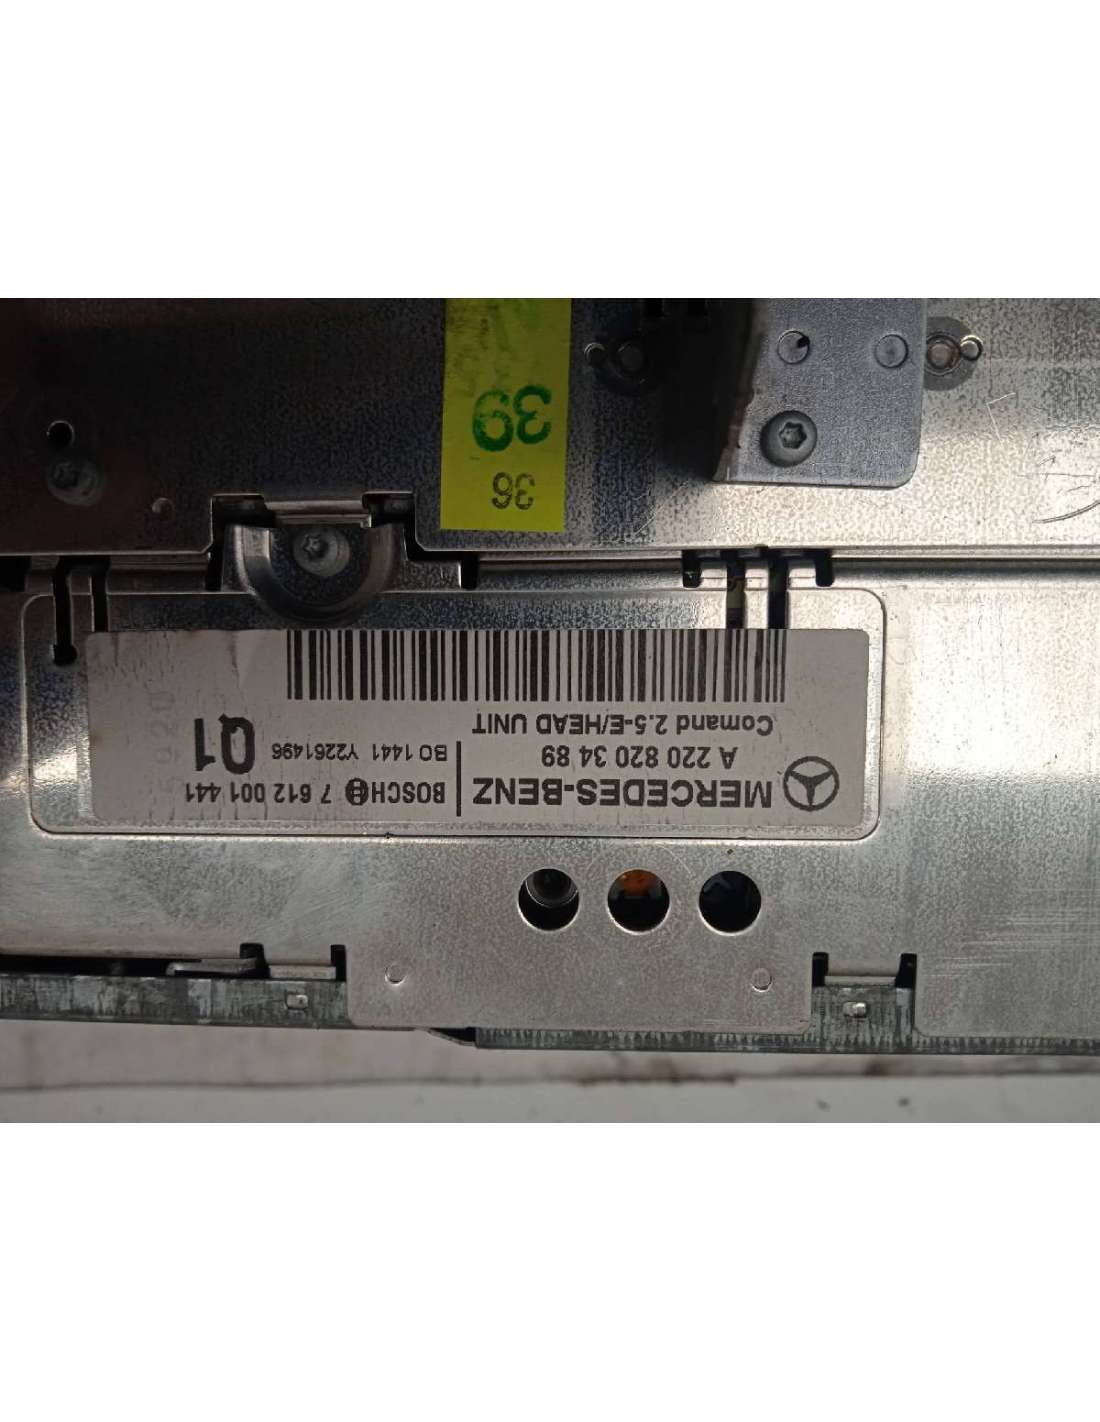 MERCEDES-BENZ
A 220 820 34 89
Comand 2.5-E/HEAD UNIT
BOSCH 7 612 001 441
BO 1441 Y2261496
Q1
36
39